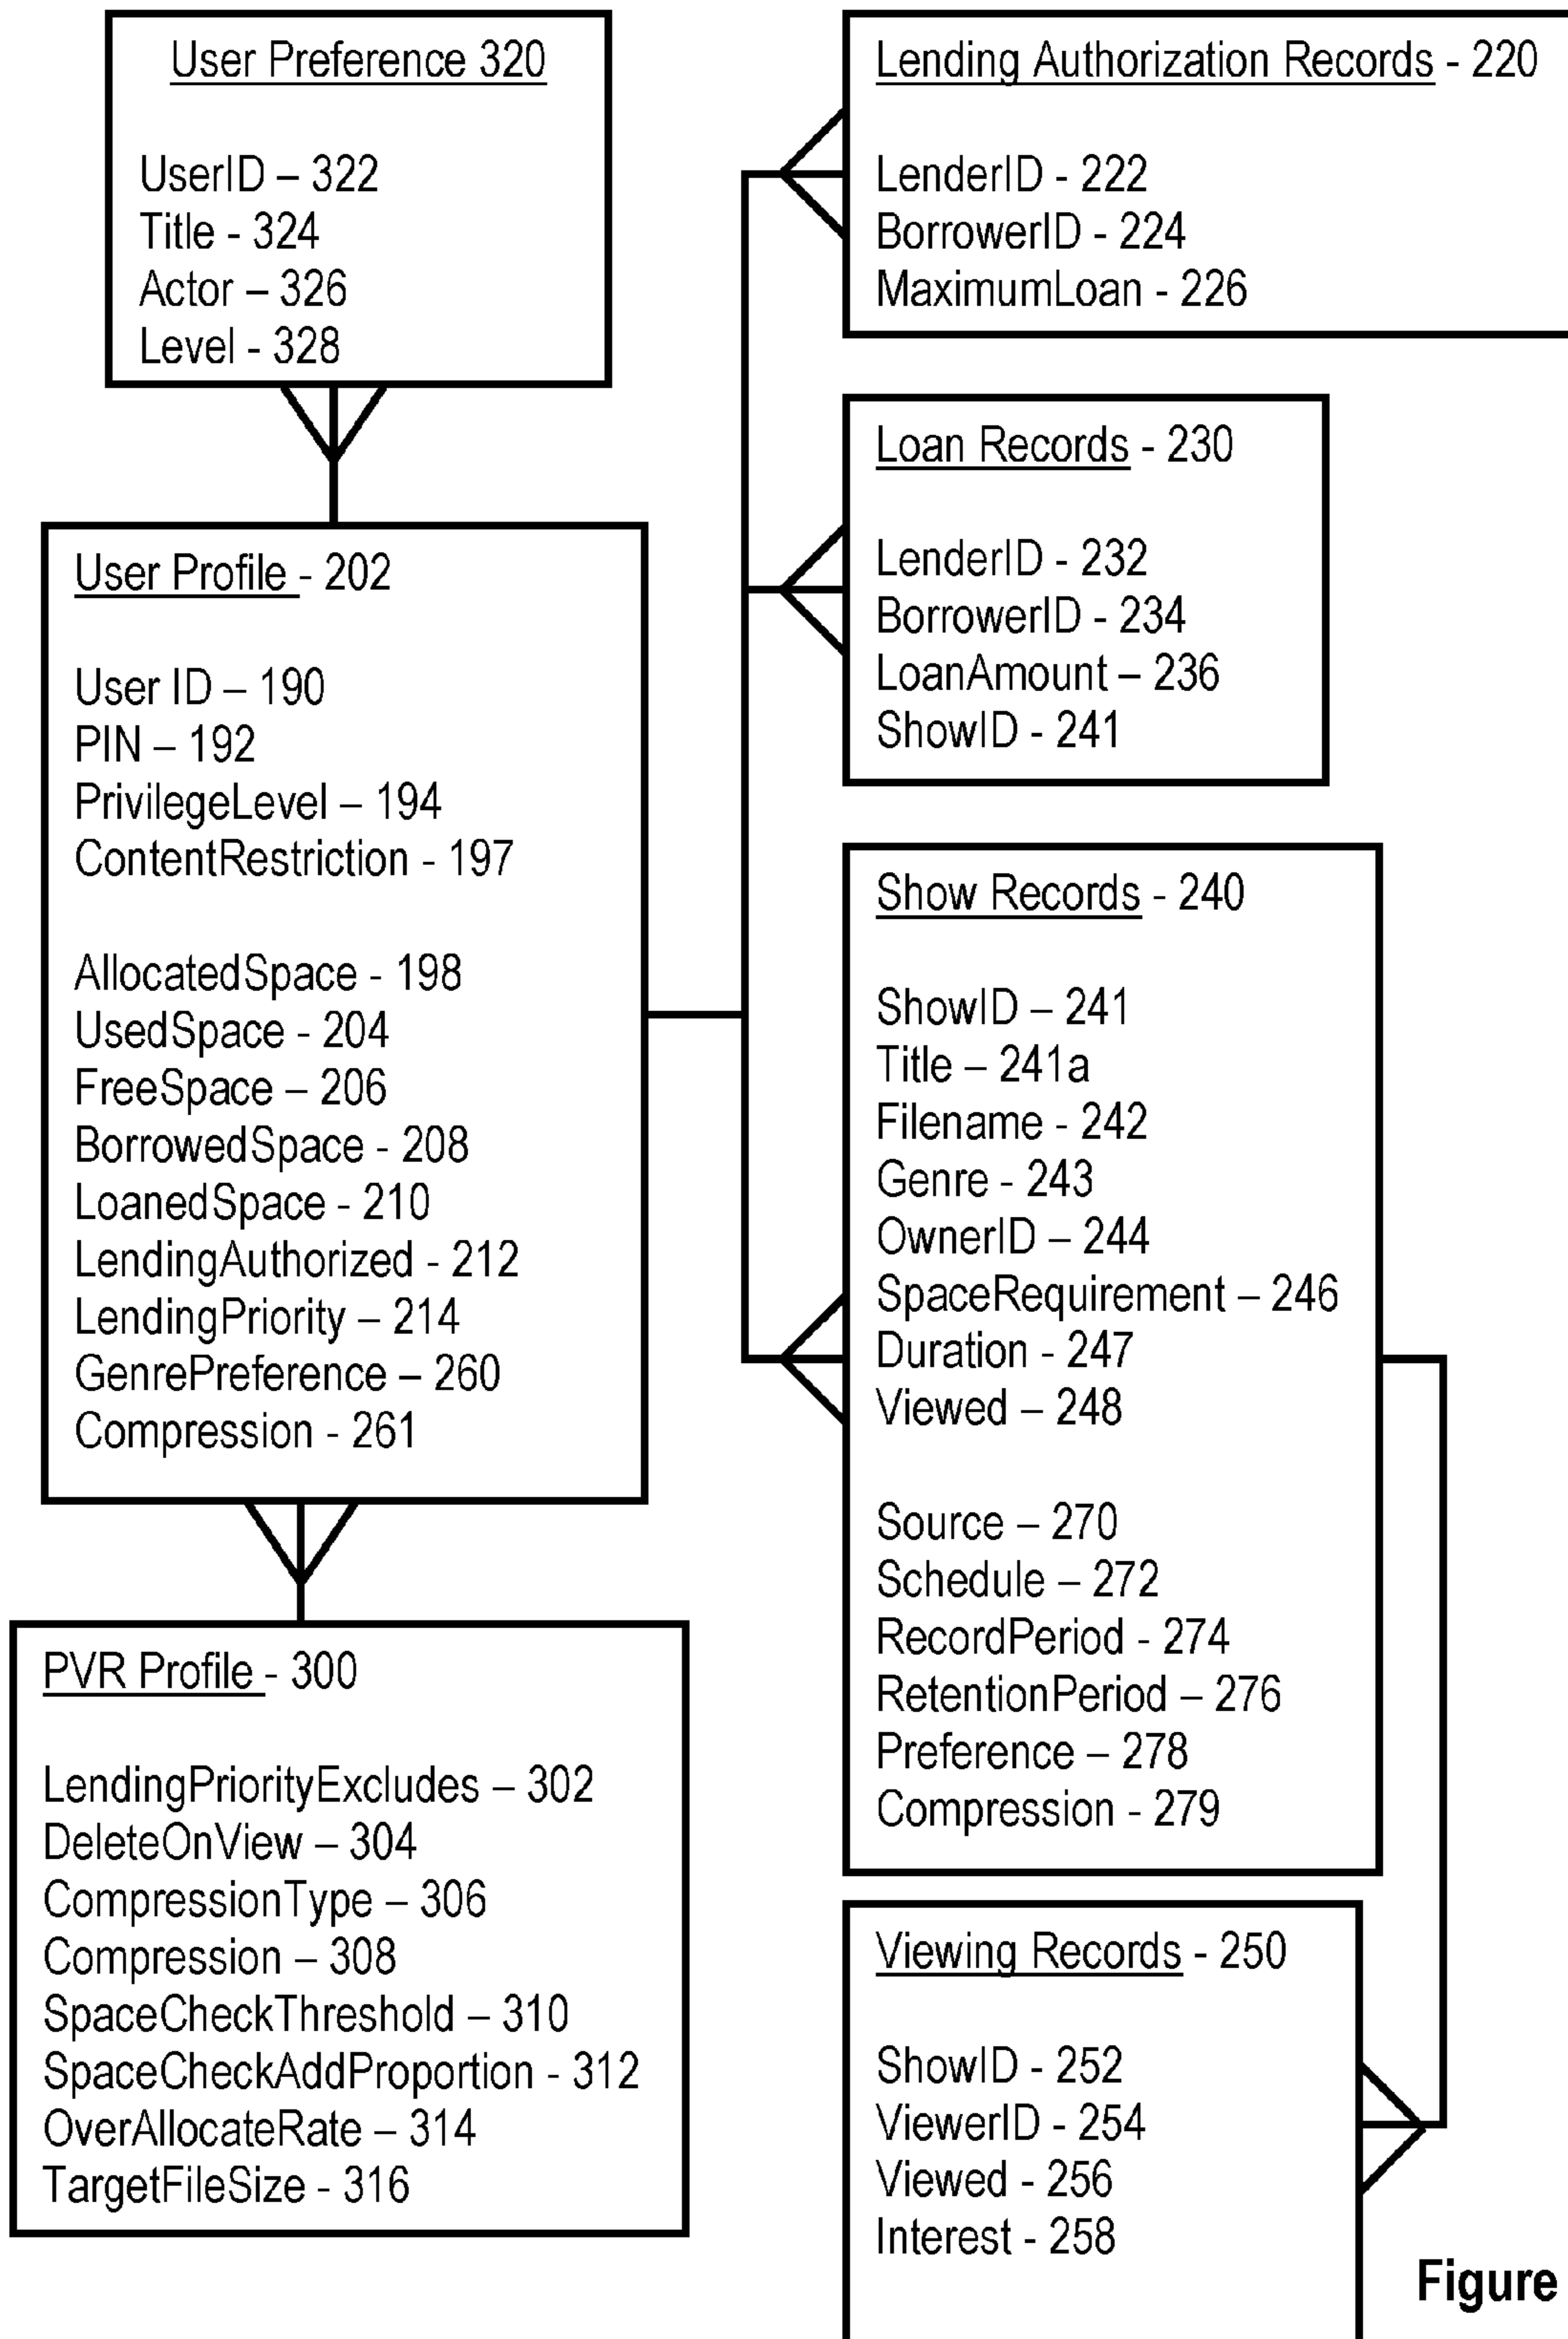 User Preference 320
UserID – 322
Title - 324
Actor – 326
Level - 328
User Profile - 202
User ID – 190
PIN – 192
PrivilegeLevel – 194
ContentRestriction - 197
AllocatedSpace - 198
UsedSpace - 204
FreeSpace – 206
BorrowedSpace - 208
LoanedSpace - 210
LendingAuthorized - 212
LendingPriority – 214
GenrePreference – 260
Compression - 261
PVR Profile - 300
LendingPriorityExcludes – 302
DeleteOnView – 304
CompressionType – 306
Compression – 308
SpaceCheckThreshold – 310
SpaceCheckAddProportion - 312
OverAllocateRate – 314
TargetFileSize - 316
Lending Authorization Records - 220
LenderID - 222
BorrowerID - 224
MaximumLoan - 226
Loan Records - 230
LenderID - 232
BorrowerID - 234
LoanAmount – 236
ShowID - 241
Show Records - 240
ShowID – 241
Title – 241a
Filename - 242
Genre - 243
OwnerID – 244
SpaceRequirement – 246
Duration - 247
Viewed – 248
Source – 270
Schedule – 272
RecordPeriod - 274
RetentionPeriod – 276
Preference – 278
Compression - 279
Viewing Records - 250
ShowID - 252
ViewerID - 254
Viewed - 256
Interest - 258
Figure